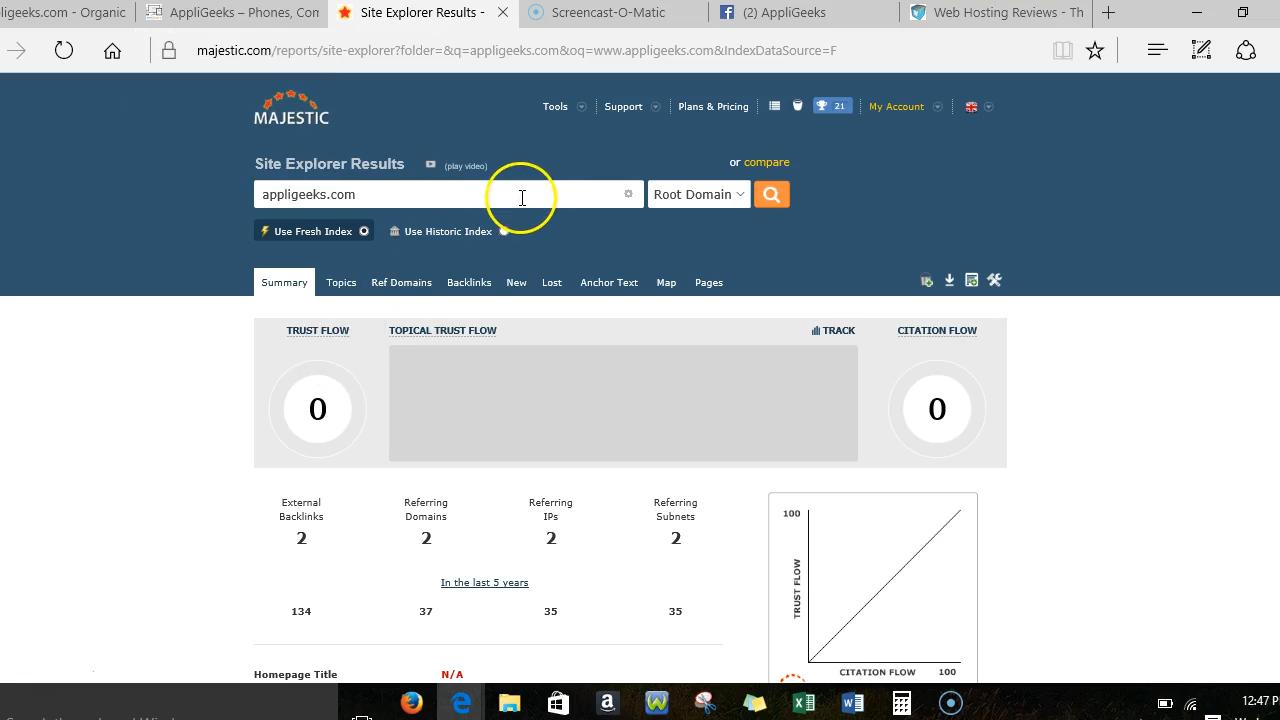 geeks.com - Organic
AppliGeeks – Phones, Com
Site Explorer Results -
Screencast-O-Matic
(2) AppliGeeks
Web Hosting Reviews - Th
majestic.com/reports/site-explorer?folder=&q=appligeeks.com&oq=www.appligeeks.com&IndexDataSource=F
MAJESTIC
Tools
Support
Plans & Pricing
21
My Account
Site Explorer Results
(play video)
or compare
appligeeks.com
Root Domain
Use Fresh Index
Use Historic Index
Summary
Topics
Ref Domains
Backlinks
New
Lost
Anchor Text
Map
Pages
TRUST FLOW
TOPICAL TRUST FLOW
TRACK
CITATION FLOW
0
0
External Backlinks
2
Referring Domains
2
Referring IPs
2
Referring Subnets
2
In the last 5 years
134
37
35
35
100
TRUST FLOW
CITATION FLOW
100
Homepage Title
N/A
12:47 P